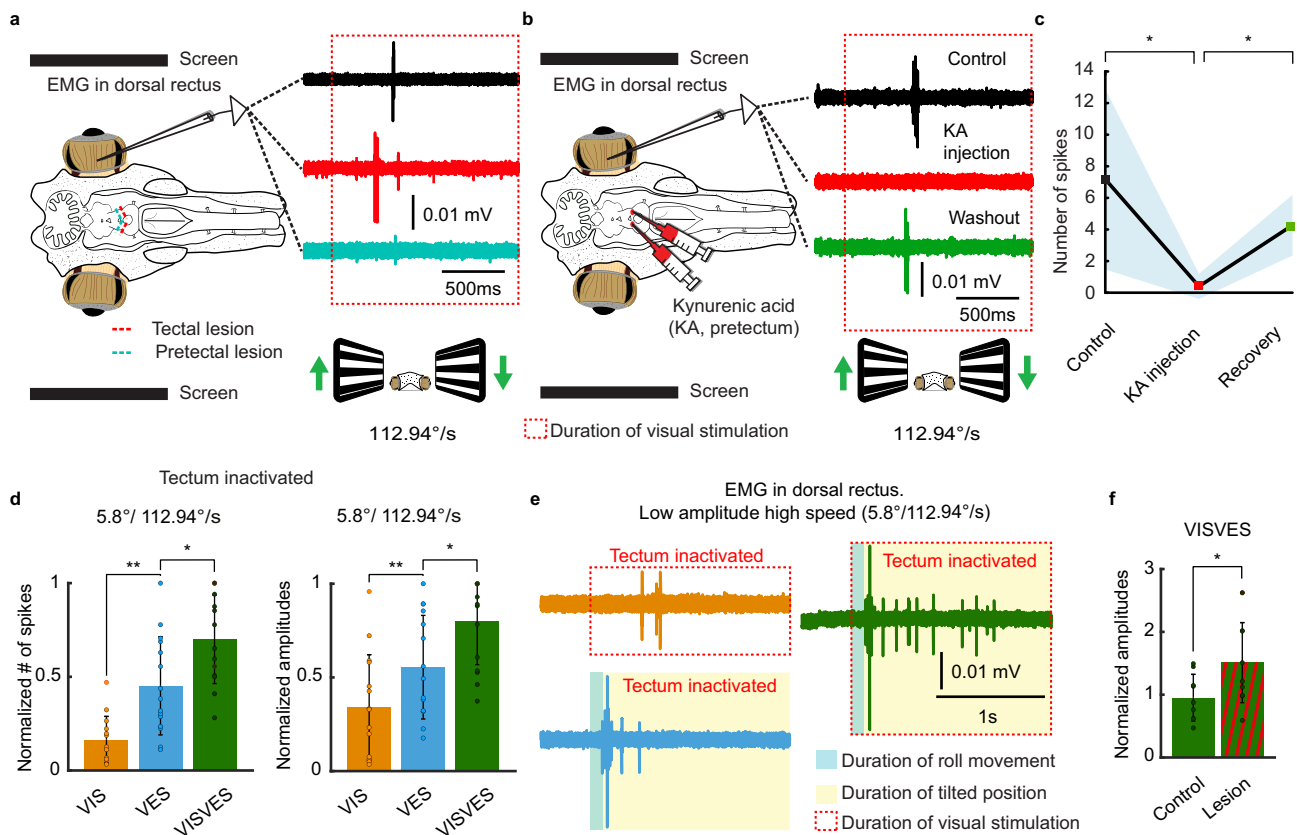 a
Screen
EMG in dorsal rectus
0.01 mV
500ms
Tectal lesion
Pretectal lesion
Screen
112.94°/s
b
Screen
EMG in dorsal rectus
Control
KA
injection
Washout
0.01 mV
500ms
Kynurenic acid
(KA, pretectum)
Screen
112.94°/s
Duration of visual stimulation
c
*
*
Number of spikes
14
12
10
8
6
4
2
0
Control
KA injection
Recovery
d
Tectum inactivated
5.8°/ 112.94°/s
**
*
Normalized # of spikes
1
0.5
0
VIS
VES
VISVES
5.8°/ 112.94°/s
**
*
Normalized amplitudes
1
0.5
0
VIS
VES
VISVES
e
EMG in dorsal rectus.
Low amplitude high speed (5.8°/112.94°/s)
Tectum inactivated
Tectum inactivated
Tectum inactivated
0.01 mV
1s
Duration of roll movement
Duration of tilted position
Duration of visual stimulation
f
VISVES
*
Normalized amplitudes
3
2
1
0
Control
Lesion